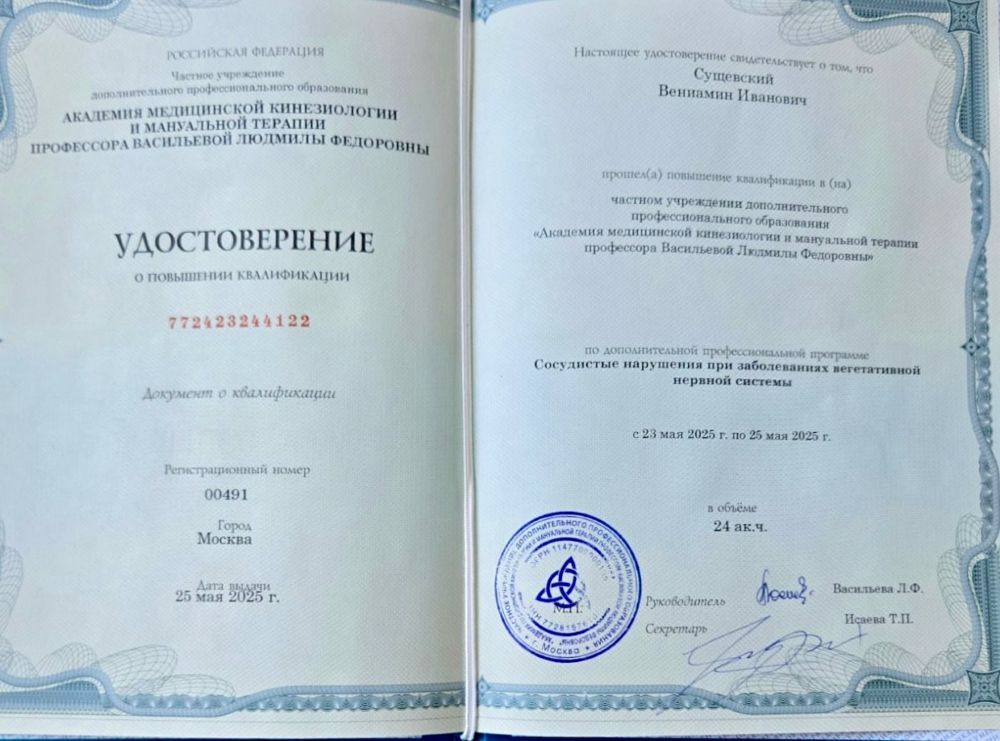 РОССИЙСКАЯ ФЕДЕРАЦИЯ
Частное учреждение
дополнительного профессионального образования
АКАДЕМИЯ МЕДИЦИНСКОЙ КИНЕЗИОЛОГИИ
И МАНУАЛЬНОЙ ТЕРАПИИ
ПРОФЕССОРА ВАСИЛЬЕВОЙ ЛЮДМИЛЫ ФЕДОРОВНЫ
УДОСТОВЕРЕНИЕ
О ПОВЫШЕНИИ КВАЛИФИКАЦИИ
772423244122
Документ о квалификации
Регистрационный номер
00491
Город
Москва
Дата выдачи
25 мая 2025 г.
Настоящее удостоверение свидетельствует о том, что
Сущевский
Вениамин Иванович
прошел(а) повышение квалификации в (на)
частном учреждении дополнительного
профессионального образования
«Академия медицинской кинезиологии и мануальной терапии
профессора Васильевой Людмилы Федоровны»
по дополнительной профессиональной программе
Сосудистые нарушения при заболеваниях вегетативной
нервной системы
с 23 мая 2025 г. по 25 мая 2025 г.
в объёме
24 ак.ч.
М.П.
Руководитель
Васильева Л.Ф.
Секретарь
Исаева Т.П.
г. Москва